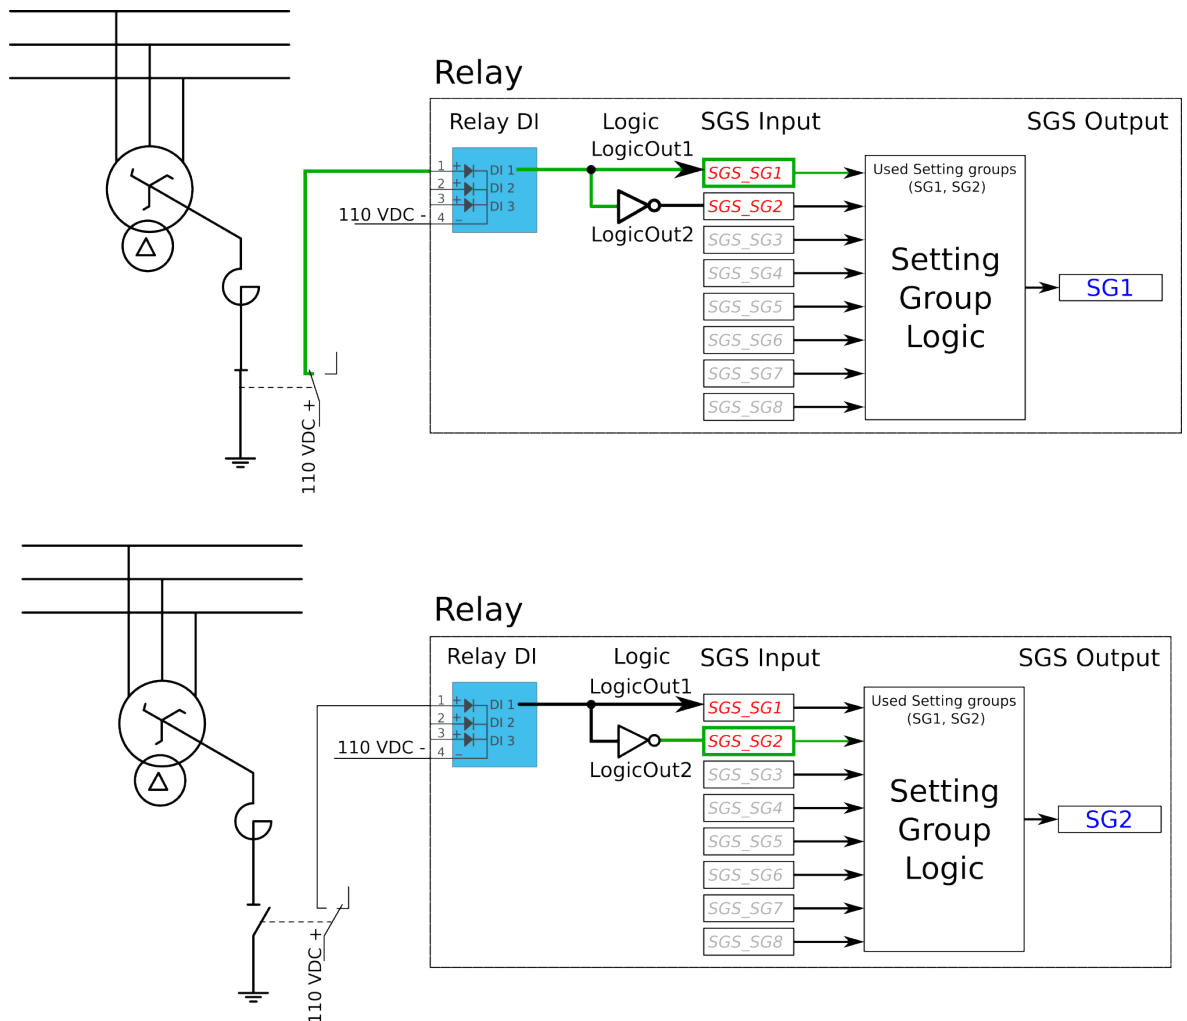 Relay
Relay DI
Logic
SGS Input
SGS Output
LogicOut1
1 +
2 +
3 +
4 −
DI 1
DI 2
DI 3
110 VDC -
LogicOut2
110 VDC +
SGS_SG1
SGS_SG2
SGS_SG3
SGS_SG4
SGS_SG5
SGS_SG6
SGS_SG7
SGS_SG8
Used Setting groups
(SG1, SG2)
Setting
Group
Logic
SG1
Relay
Relay DI
Logic
SGS Input
SGS Output
LogicOut1
1 +
2 +
3 +
4 −
DI 1
DI 2
DI 3
110 VDC -
LogicOut2
110 VDC +
SGS_SG1
SGS_SG2
SGS_SG3
SGS_SG4
SGS_SG5
SGS_SG6
SGS_SG7
SGS_SG8
Used Setting groups
(SG1, SG2)
Setting
Group
Logic
SG2